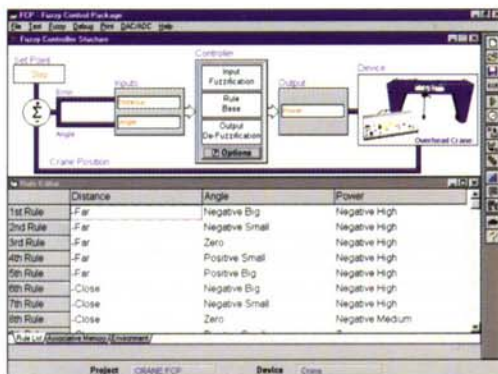 FCP - Fuzzy Control Package
File Test Fuzzy Debug Print DAC/ADC Help
Fuzzy Controller Structure
Set Point
Stop
Error
Angle
Inputs
Distance
Angle
Controller
Input
Fuzzification
Rule
Base
Output
De-Fuzzification
Options
Output
Power
Device
Overhead Crane
Crane Position
Rule Editor
Distance Angle Power
1st Rule -Far Negative Big Negative High
2nd Rule -Far Negative Small Negative High
3rd Rule -Far Zero Negative High
4th Rule -Far Positive Small Negative High
5th Rule -Far Positive Big Negative High
6th Rule -Close Negative Big Negative High
7th Rule -Close Negative Small Negative High
8th Rule -Close Zero Negative Medium
Rule List Associative Memory Environment
Project CRANE.FCP Device Crane